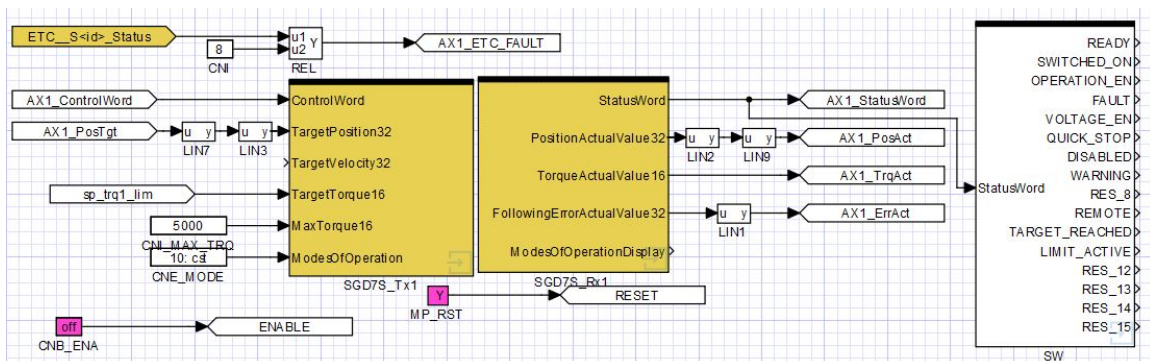 ETC__S<id>_Status
8
CNI
u1
u2
Y
REL
AX1_ETC_FAULT
READY
SWITCHED_ON
OPERATION_EN
FAULT
VOLTAGE_EN
QUICK_STOP
DISABLED
WARNING
RES_8
REMOTE
TARGET_REACHED
LIMIT_ACTIVE
RES_12
RES_13
RES_14
RES_15
StatusWord
SW
AX1_ControlWord
AX1_PosTgt
u y
LIN7
u y
LIN3
sp_trq1_lim
5000
CNI_MAX_TRQ
10: cst
CNE_MODE
ControlWord
TargetPosition32
TargetVelocity32
TargetTorque16
MaxTorque16
ModesOfOperation
SGD7S_Tx1
StatusWord
PositionActualValue32
TorqueActualValue16
FollowingErrorActualValue32
ModesOfOperationDisplay
SGD7S_Rx1
u y
LIN2
u y
LIN9
u y
LIN1
AX1_StatusWord
AX1_PosAct
AX1_TrqAct
AX1_ErrAct
Y
MP_RST
RESET
off
CNB_ENA
ENABLE